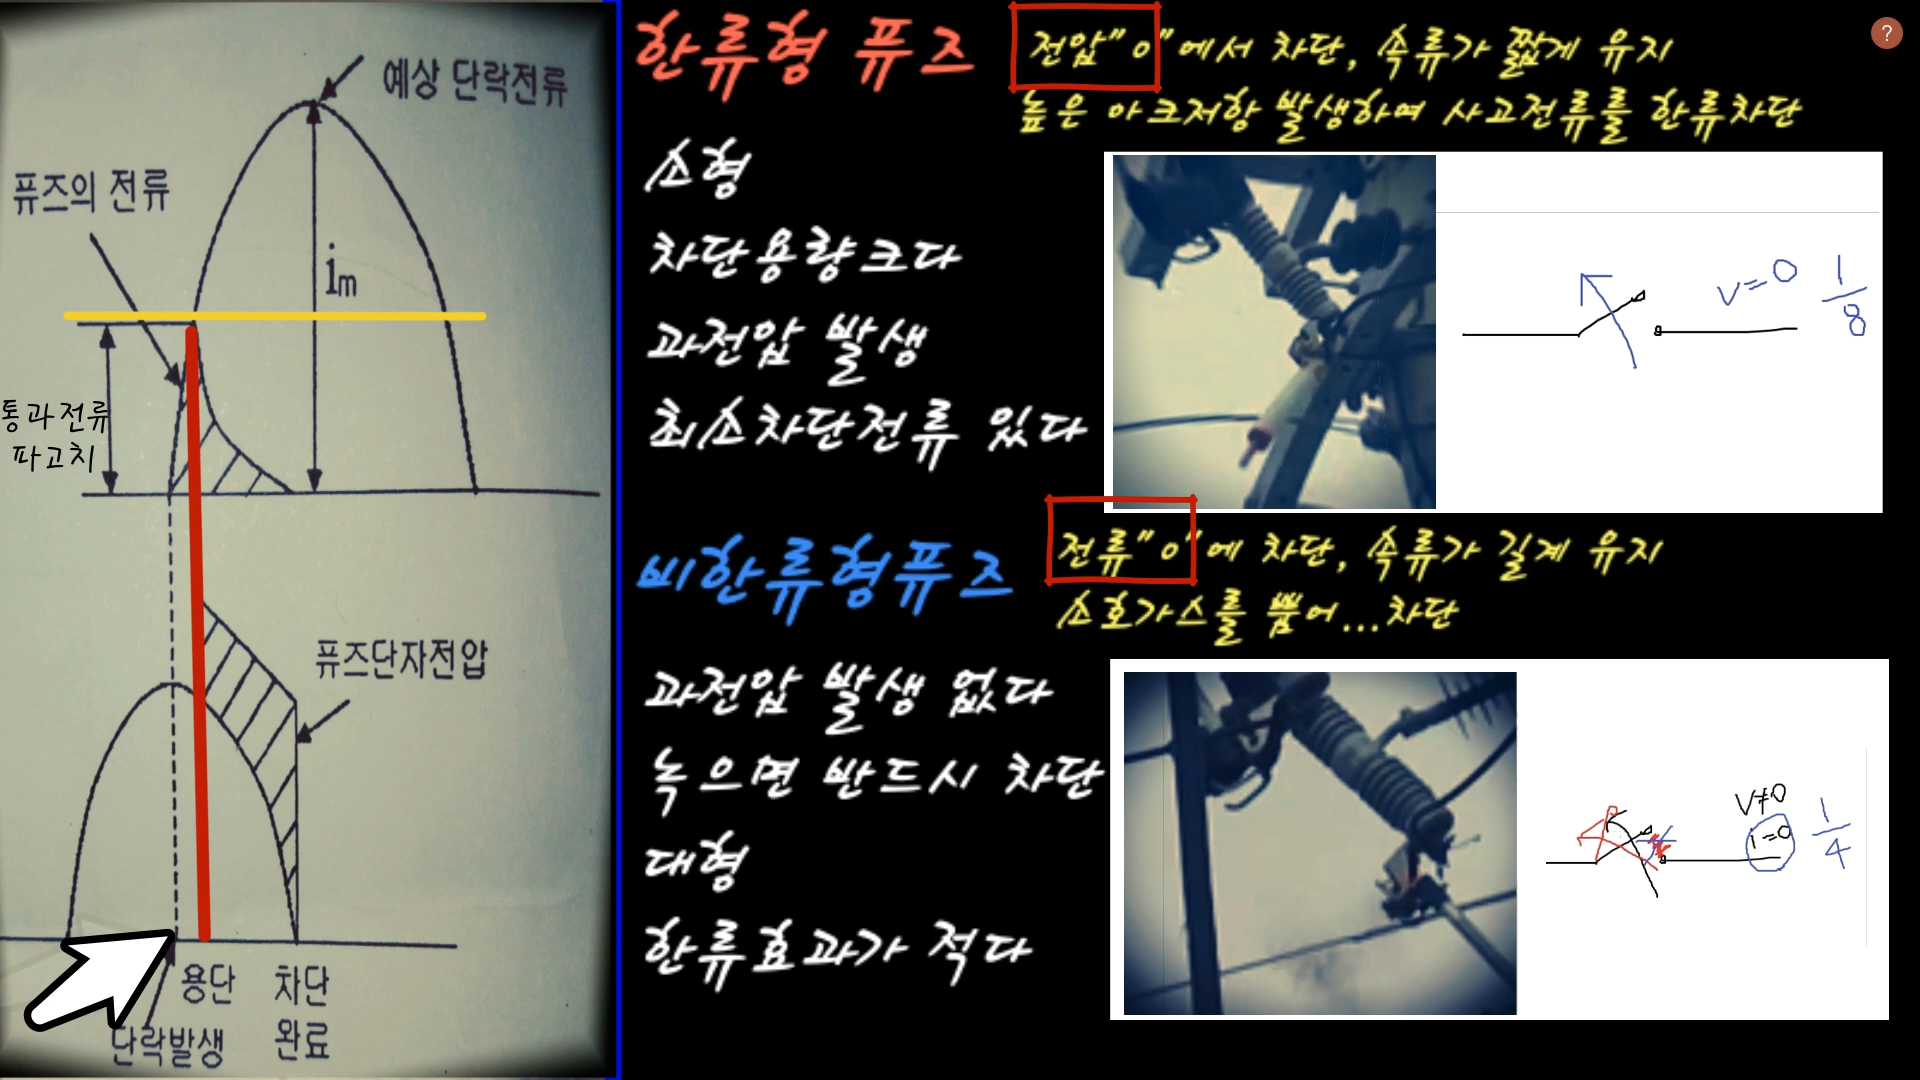 예상 단락전류
퓨즈의 전류
im
통과전류
파고치
퓨즈단자전압
용단
차단
완료
단락발생
한류형 퓨즈
전압"0"에서 차단, 속류가 짧게 유지
높은 아크저항 발생하여 사고전류를 한류차단
소형
차단용량크다
과전압 발생
최소차단전류 있다
V=0
1/8
비한류형퓨즈
전류"0"에 차단, 속류가 길게 유지
소호가스를 뿜어...차단
과전압 발생 없다
녹으면 반드시 차단
대형
한류효과가 적다
V≠0
i=0
1/4
?